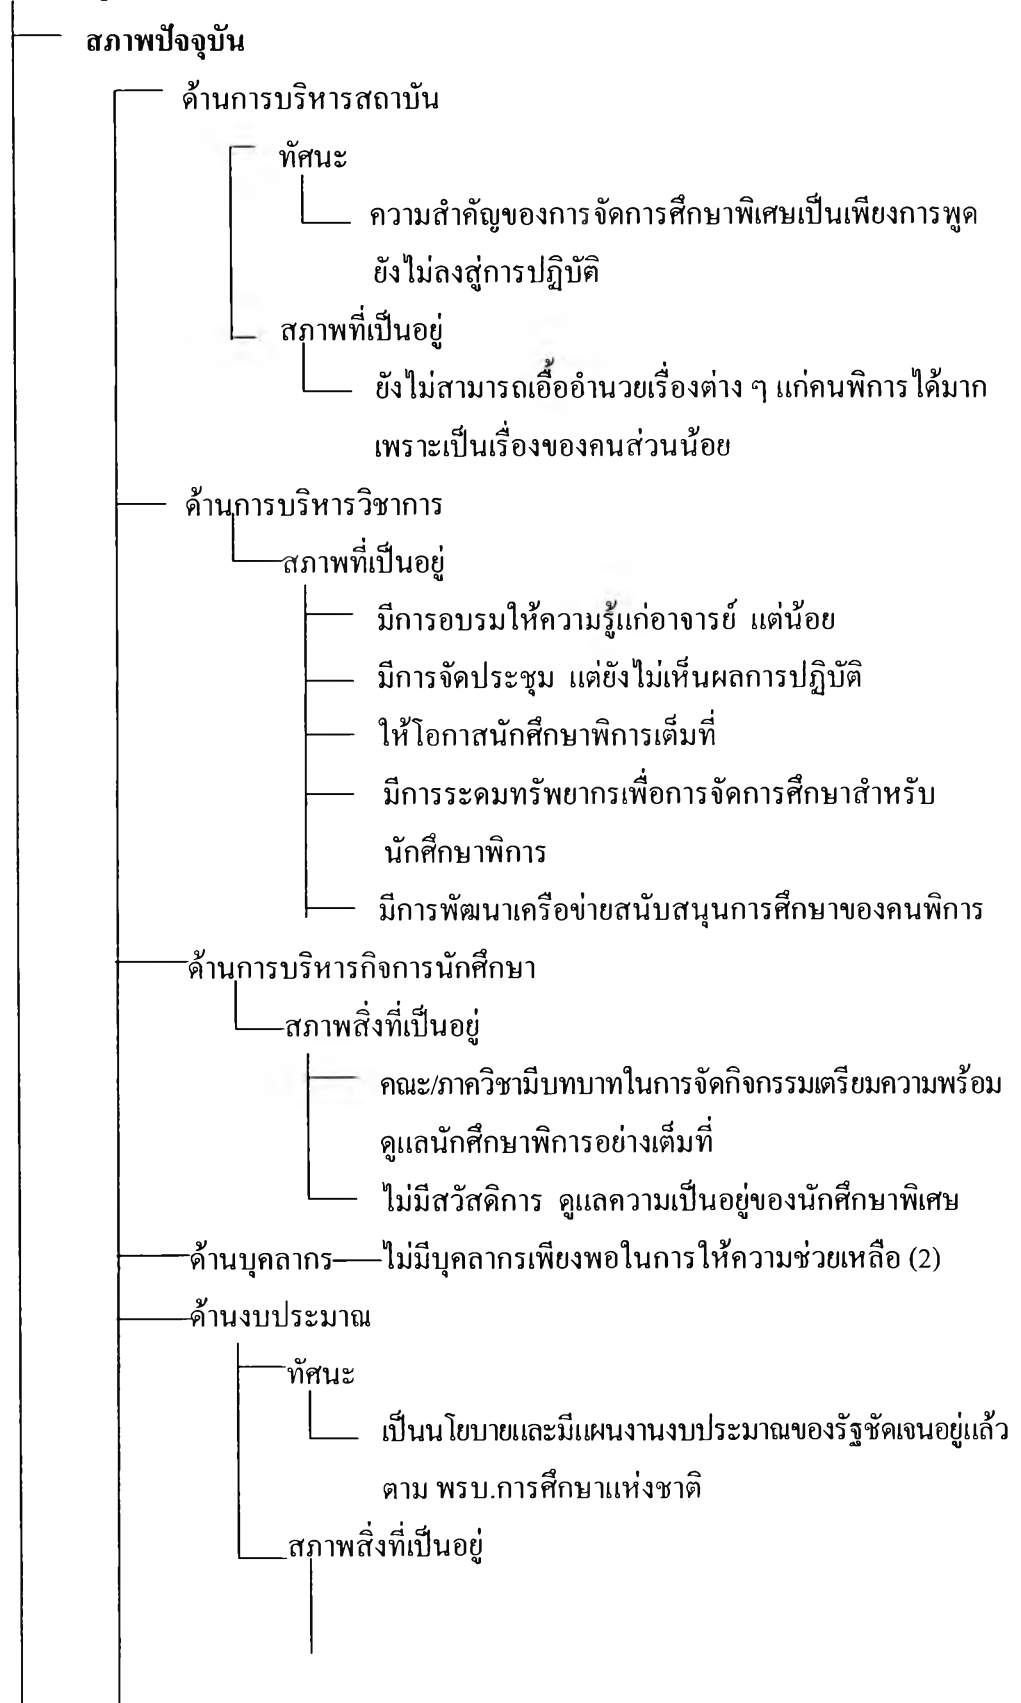 สภาพปัจจุบัน
ด้านการบริหารสถาบัน
ทัศนะ
ความสำคัญของการจัดการศึกษาพิเศษเป็นเพียงการพูด
ยังไม่ลงสู่การปฏิบัติ
สภาพที่เป็นอยู่
ยังไม่สามารถเอื้ออำนวยเรื่องต่าง ๆ แก่คนพิการได้มาก
เพราะเป็นเรื่องของคนส่วนน้อย
ด้านการบริหารวิชาการ
สภาพที่เป็นอยู่
มีการอบรมให้ความรู้แก่อาจารย์ แต่น้อย
มีการจัดประชุม แต่ยังไม่เห็นผลการปฏิบัติ
ให้โอกาสนักศึกษาพิการเต็มที่
มีการระดมทรัพยากรเพื่อการจัดการศึกษาสำหรับ
นักศึกษาพิการ
มีการพัฒนาเครือข่ายสนับสนุนการศึกษาของคนพิการ
ด้านการบริหารกิจการนักศึกษา
สภาพสิ่งที่เป็นอยู่
คณะ/ภาควิชามีบทบาทในการจัดกิจกรรมเตรียมความพร้อม
ดูแลนักศึกษาพิการอย่างเต็มที่
ไม่มีสวัสดิการ ดูแลความเป็นอยู่ของนักศึกษาพิเศษ
ด้านบุคลากร ไม่มีบุคลากรเพียงพอในการให้ความช่วยเหลือ (2)
ด้านงบประมาณ
ทัศนะ
เป็นนโยบายและมีแผนงานงบประมาณของรัฐชัดเจนอยู่แล้ว
ตาม พรบ.การศึกษาแห่งชาติ
สภาพสิ่งที่เป็นอยู่